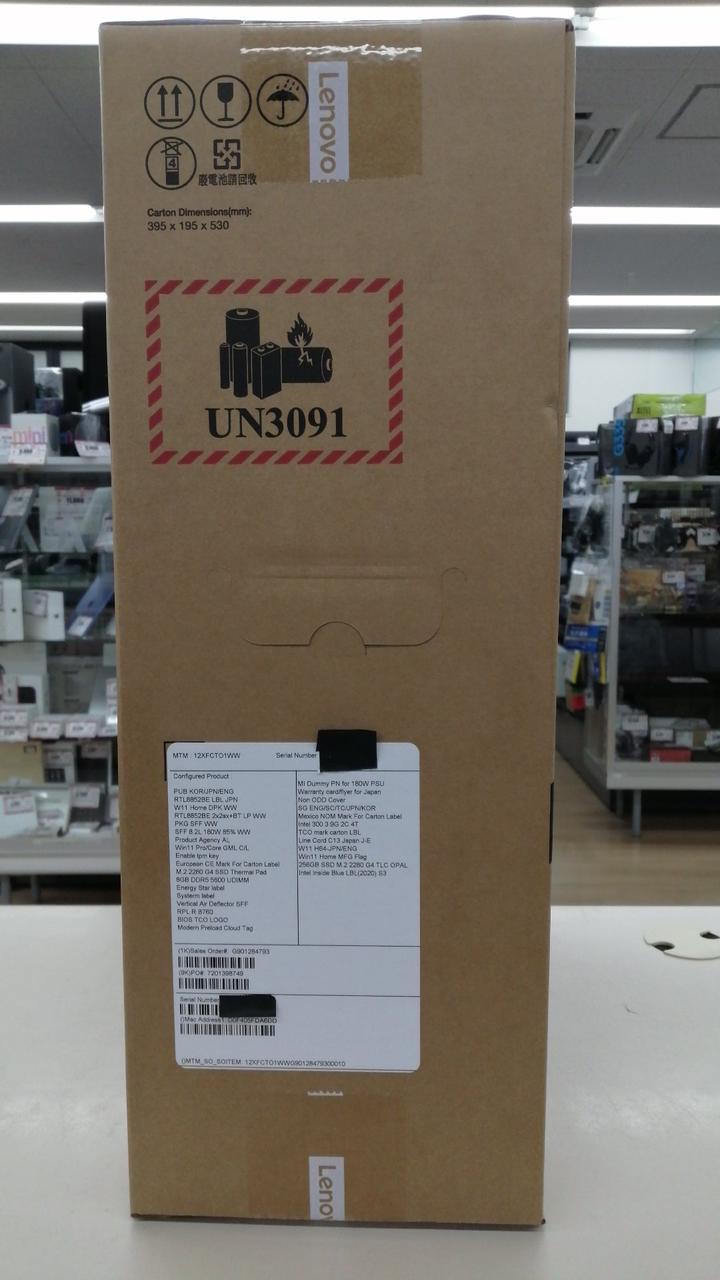 Lenovo
4
廢電池請回收
Carton Dimensions(mm):
395 x 195 x 530
UN3091
MTM : 12XFCTO1WW
Serial Number
Configured Product
PUB KOR/JPN/ENG
RTL8852BE LBL JPN
W11 Home DPK WW
RTL8852BE 2x2ax+BT LP WW
PKG SFF WW
SFF 8.2L 180W 85% WW
Product Agency AL
Win11 Pro/Core GML C/L
Enable tpm key
European CE Mark For Carton Label
M.2 2280 G4 SSD Thermal Pad
8GB DDR5 5600 UDIMM
Energy Star label
Systerm label
Vertical Air Deflector SFF
RPL-R B760
BIOS TCO LOGO
Modern Preload Cloud Tag
MI Dummy PN for 180W PSU
Warranty card/flyer for Japan
Non ODD Cover
SG ENG/SC/TC/JPN/KOR
Mexico NOM Mark For Carton Label
Intel 300 3.9G 2C 4T
TCO mark carton LBL
Line Cord C13 Japan J-E
W11 H64-JPN/ENG
Win11 Home MFG Flag
256GB SSD M.2 2280 G4 TLC OPAL
Intel Inside Blue LBL(2020) S3
(1K)Sales Order#: G901284793
(9K)PO#: 7201398749
Serial Number
()Mac Address1:
()MTM_SO_SOITEM: 12XFCTO1WWG90128479300010
Lenov